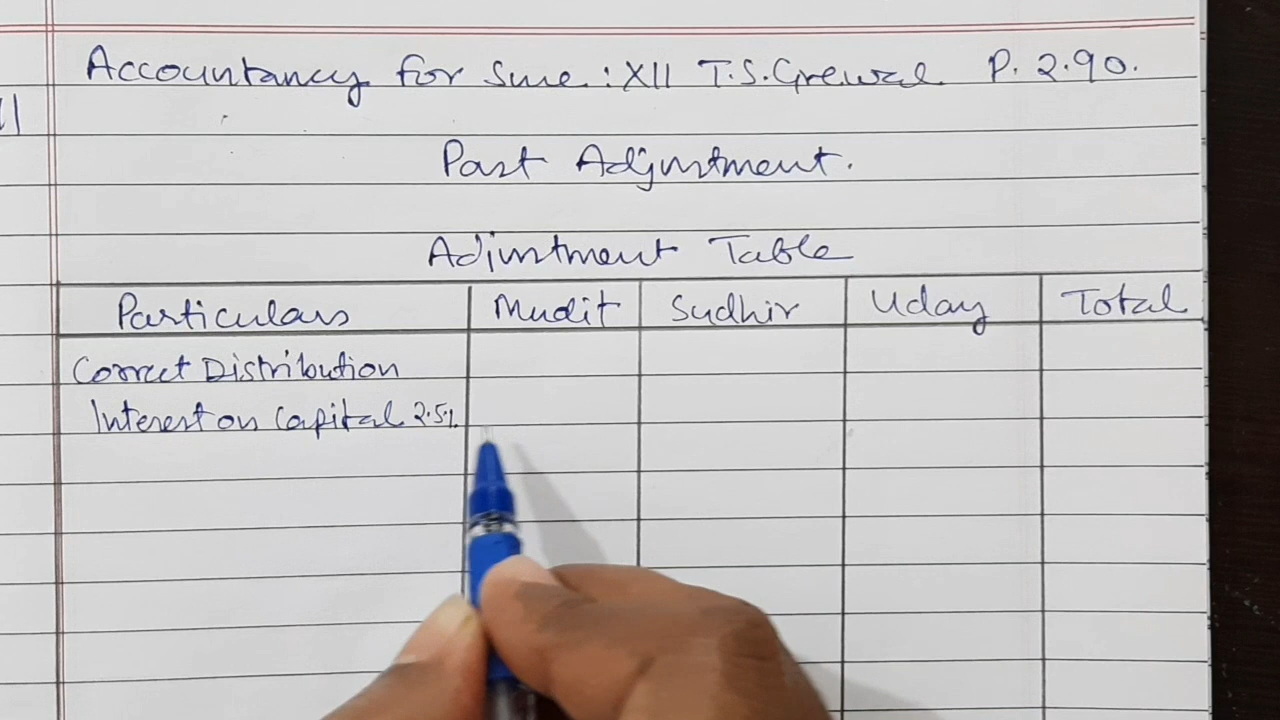 Accountancy for Sure : XII T.S. Grewal P. 2.90.
Past Adjustment.
Adjustment Table
Particulars Mudit Sudhir Uday Total
Correct Distribution
Interest on Capital 2.5%